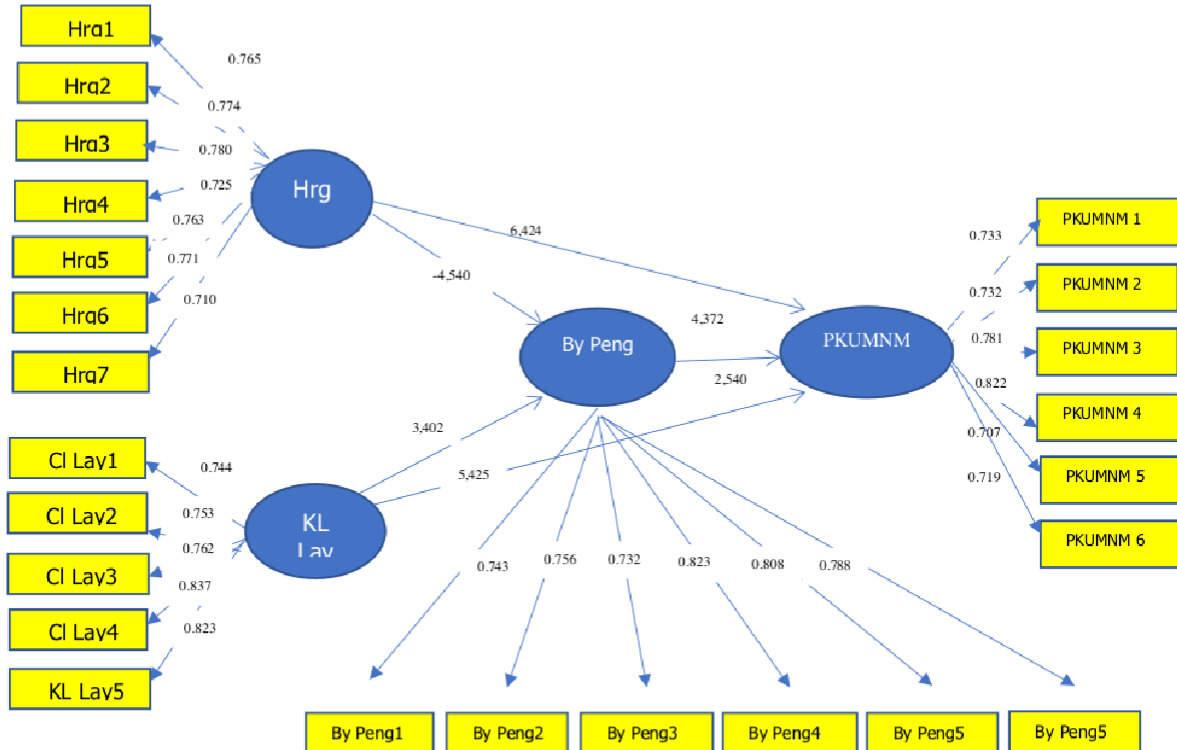 Hrg1
0.765
Hrg2
0.774
Hrg3
0.780
Hrg4
0.725
Hrg5
0.763
0.771
Hrg6
0.710
Hrg7
Hrg
6,424
-4,540
By Peng
4,372
2,540
PKUMNM
PKUMNM 1
0.733
PKUMNM 2
0.732
PKUMNM 3
0.781
PKUMNM 4
0.822
0.707
PKUMNM 5
0.719
PKUMNM 6
3,402
5,425
Cl Lay1
0.744
Cl Lay2
0.753
0.762
Cl Lay3
0.837
Cl Lay4
0.823
KL Lay5
KL
Lay
0.743
0.756
0.732
0.823
0.808
0.788
By Peng1
By Peng2
By Peng3
By Peng4
By Peng5
By Peng5